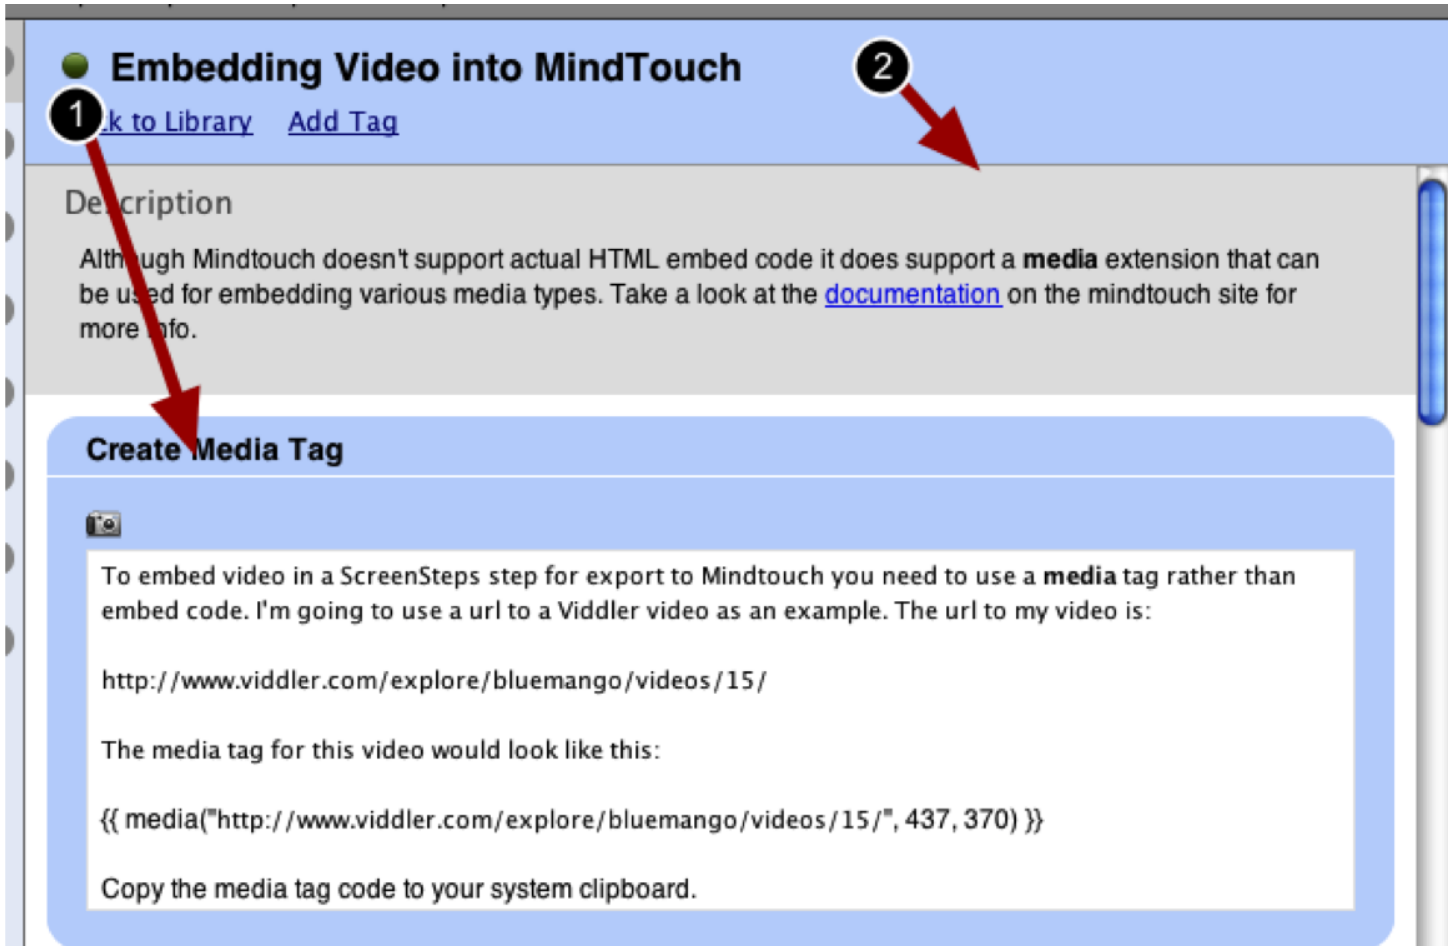 Embedding Video into MindTouch
2
1
k to Library Add Tag
Description
Although Mindtouch doesn't support actual HTML embed code it does support a media extension that can
be used for embedding various media types. Take a look at the documentation on the mindtouch site for
more info.
Create Media Tag
To embed video in a ScreenSteps step for export to Mindtouch you need to use a media tag rather than
embed code. I'm going to use a url to a Viddler video as an example. The url to my video is:
http://www.viddler.com/explore/bluemango/videos/15/
The media tag for this video would look like this:
{{ media("http://www.viddler.com/explore/bluemango/videos/15/", 437, 370) }}
Copy the media tag code to your system clipboard.